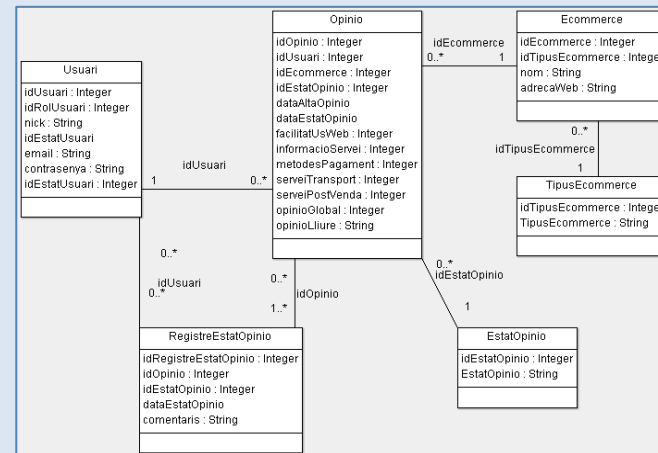 Opinio
idOpinio : Integer
idUsuari : Integer
idEcommerce : Integer
idEstatOpinio : Integer
dataAltaOpinio
dataEstatOpinio
facilitatUsWeb : Integer
informacioServei : Integer
metodesPagament : Integer
serveiTransport : Integer
serveiPostVenda : Integer
opinioGlobal : Integer
opinioLliure : String
idEcommerce
0..*
1
Ecommerce
idEcommerce : Integer
idTipusEcommerce : Intege
nom : String
adrecaWeb : String
Usuari
idUsuari : Integer
idRolUsuari : Integer
nick : String
idEstatUsuari
email : String
contrasenya : String
idEstatUsuari : Integer
idUsuari
1
0..*
0..*
idTipusEcommerce
1
TipusEcommerce
idTipusEcommerce : Intege
TipusEcommerce : String
0..*
idUsuari
0..*
0..*
idOpinio
1..*
0..*
idEstatOpinio
1
RegistreEstatOpinio
idRegistreEstatOpinio : Integer
idOpinio : Integer
idEstatOpinio : Integer
dataEstatOpinio
comentaris : String
EstatOpinio
idEstatOpinio : Integer
EstatOpinio : String